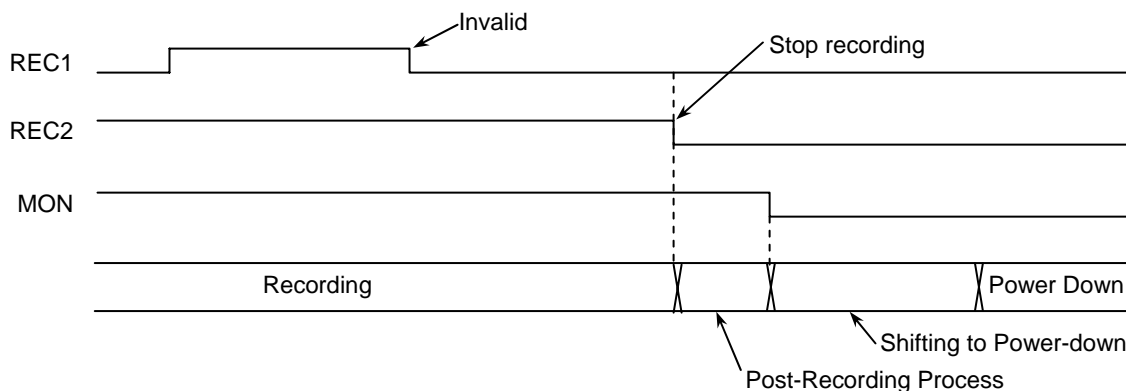 Invalid
Stop recording
REC1
REC2
MON
Recording
Power Down
Shifting to Power-down
Post-Recording Process